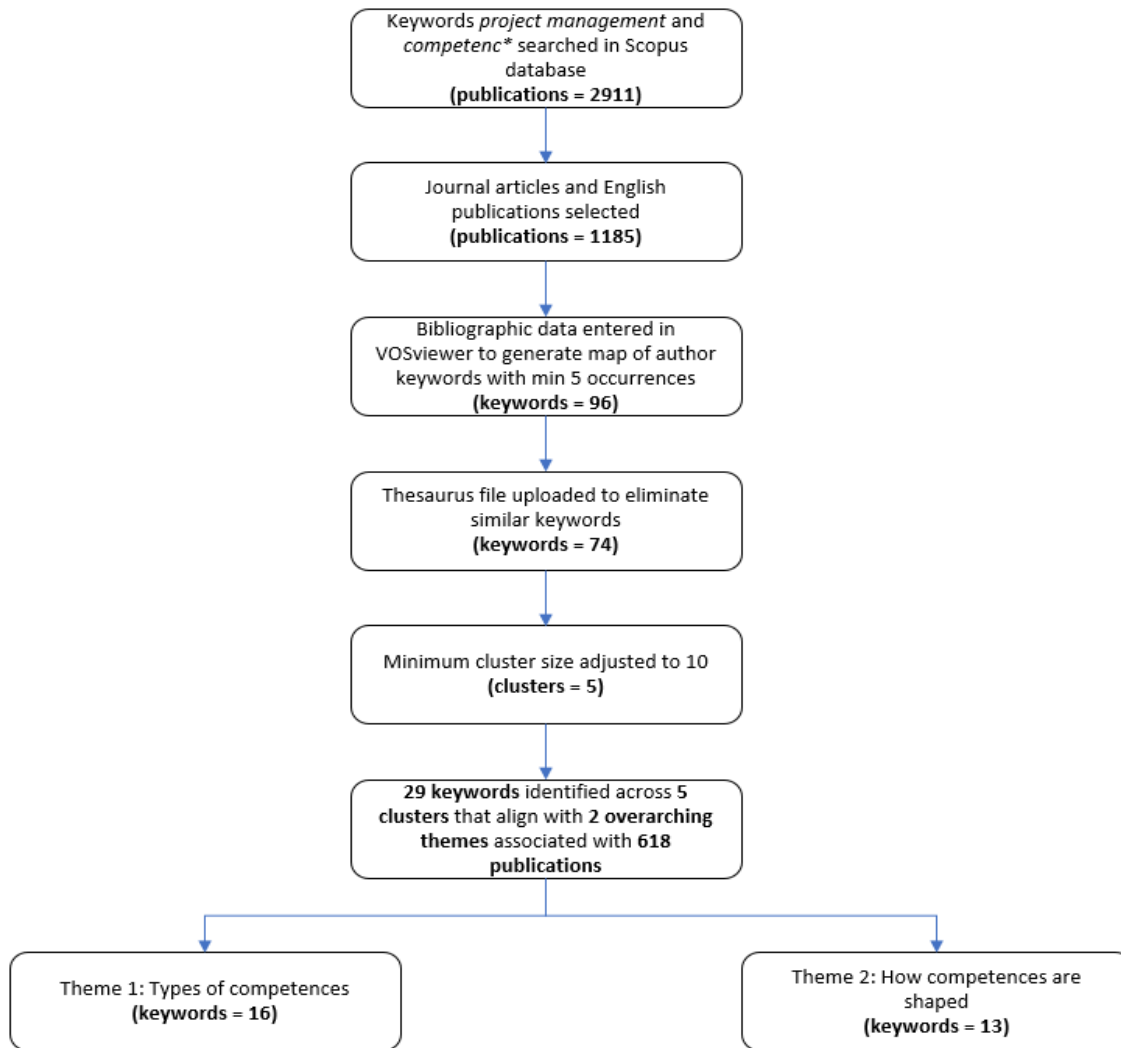 Keywords project management and
competenc* searched in Scopus
database
(publications = 2911)
Journal articles and English
publications selected
(publications = 1185)
Bibliographic data entered in
VOSviewer to generate map of author
keywords with min 5 occurrences
(keywords = 96)
Thesaurus file uploaded to eliminate
similar keywords
(keywords = 74)
Minimum cluster size adjusted to 10
(clusters = 5)
29 keywords identified across 5
clusters that align with 2 overarching
themes associated with 618
publications
Theme 1: Types of competences
(keywords = 16)
Theme 2: How competences are
shaped
(keywords = 13)